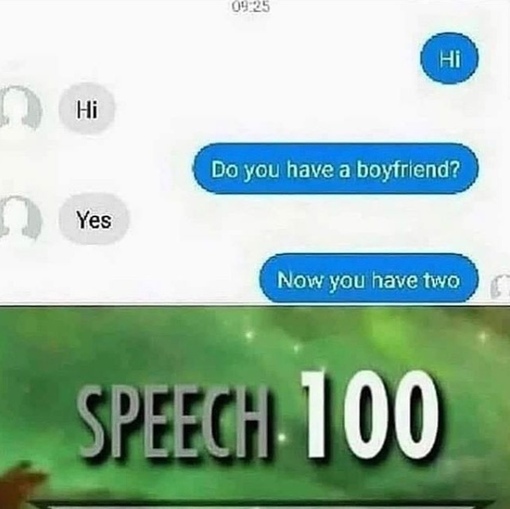 09:25
Hi
Hi
Do you have a boyfriend?
Yes
Now you have two
SPEECH 100